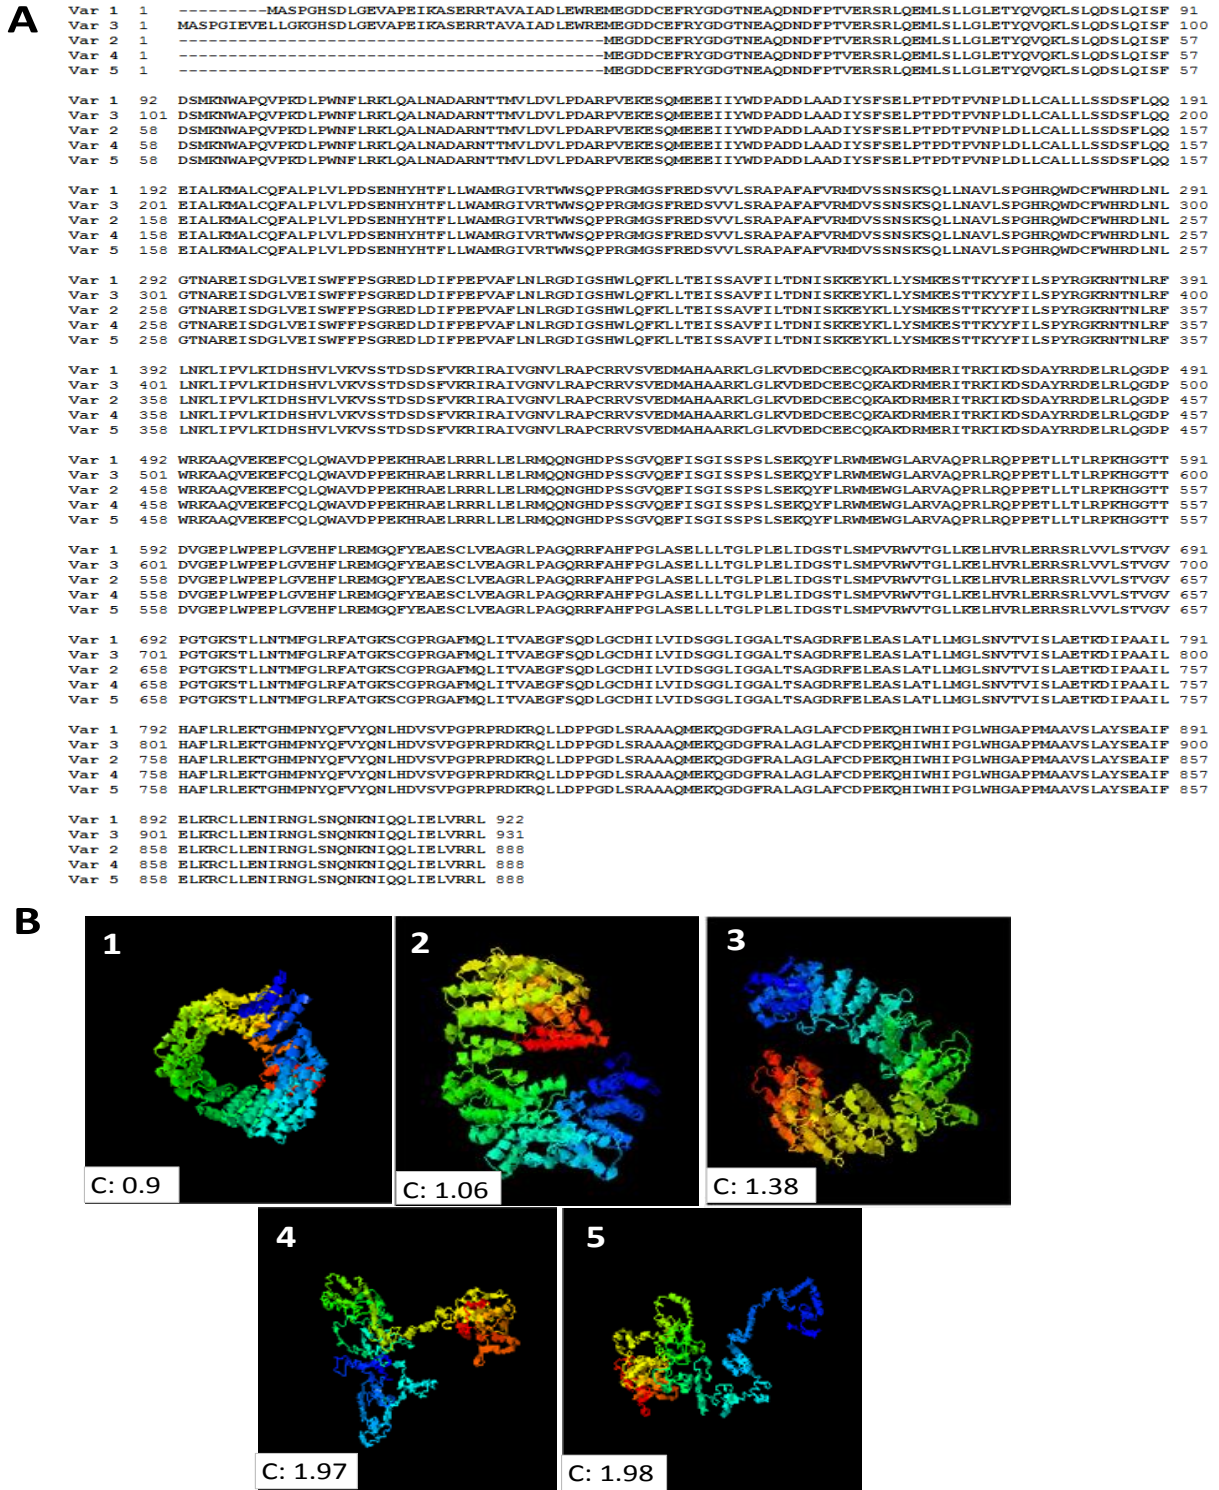 A
Var 1 1 ---------MASPGHSDLGEVAPEIKASERRTAVAIADLEWREMEGDDCEFRYGDGTNEAQDNDFPTVERSRLQEMLSLLGLETYQVQKLSLQDSLQISF 91
Var 3 1 MASPGIEVELLGKGHSDLGEVAPEIKASERRTAVAIADLEWREMEGDDCEFRYGDGTNEAQDNDFPTVERSRLQEMLSLLGLETYQVQKLSLQDSLQISF 100
Var 2 1 -------------------------------------------MEGDDCEFRYGDGTNEAQDNDFPTVERSRLQEMLSLLGLETYQVQKLSLQDSLQISF 57
Var 4 1 -------------------------------------------MEGDDCEFRYGDGTNEAQDNDFPTVERSRLQEMLSLLGLETYQVQKLSLQDSLQISF 57
Var 5 1 -------------------------------------------MEGDDCEFRYGDGTNEAQDNDFPTVERSRLQEMLSLLGLETYQVQKLSLQDSLQISF 57
Var 1 92 DSMKNWAPQVPKDLPWNFLRKLQALNADARNTTMVLDVLPDARPVEKESQMEEEIIYWDPADDLAADIYSFSELPTPDTPVNPLDLLCALLLSSDSFLQQ 191
Var 3 101 DSMKNWAPQVPKDLPWNFLRKLQALNADARNTTMVLDVLPDARPVEKESQMEEEIIYWDPADDLAADIYSFSELPTPDTPVNPLDLLCALLLSSDSFLQQ 200
Var 2 58 DSMKNWAPQVPKDLPWNFLRKLQALNADARNTTMVLDVLPDARPVEKESQMEEEIIYWDPADDLAADIYSFSELPTPDTPVNPLDLLCALLLSSDSFLQQ 157
Var 4 58 DSMKNWAPQVPKDLPWNFLRKLQALNADARNTTMVLDVLPDARPVEKESQMEEEIIYWDPADDLAADIYSFSELPTPDTPVNPLDLLCALLLSSDSFLQQ 157
Var 5 58 DSMKNWAPQVPKDLPWNFLRKLQALNADARNTTMVLDVLPDARPVEKESQMEEEIIYWDPADDLAADIYSFSELPTPDTPVNPLDLLCALLLSSDSFLQQ 157
Var 1 192 EIALKMALCQFALPLVLPDSENHYHTFLLWAMRGIVRTWWSQPPRGMGSFREDSVVLSRAPAFAFVRMDVSSNSKSQLLNAVLSPGHRQWDCFWHRDLNL 291
Var 3 201 EIALKMALCQFALPLVLPDSENHYHTFLLWAMRGIVRTWWSQPPRGMGSFREDSVVLSRAPAFAFVRMDVSSNSKSQLLNAVLSPGHRQWDCFWHRDLNL 300
Var 2 158 EIALKMALCQFALPLVLPDSENHYHTFLLWAMRGIVRTWWSQPPRGMGSFREDSVVLSRAPAFAFVRMDVSSNSKSQLLNAVLSPGHRQWDCFWHRDLNL 257
Var 4 158 EIALKMALCQFALPLVLPDSENHYHTFLLWAMRGIVRTWWSQPPRGMGSFREDSVVLSRAPAFAFVRMDVSSNSKSQLLNAVLSPGHRQWDCFWHRDLNL 257
Var 5 158 EIALKMALCQFALPLVLPDSENHYHTFLLWAMRGIVRTWWSQPPRGMGSFREDSVVLSRAPAFAFVRMDVSSNSKSQLLNAVLSPGHRQWDCFWHRDLNL 257
Var 1 292 GTNAREISDGLVEISWFFPSGREDLDIFPEPVAFLNLRGDIGSHWLQFKLLTEISSAVFILTDNISKKEYKLLYSMKESTTKYYFILSPYRGKRNTNLRF 391
Var 3 301 GTNAREISDGLVEISWFFPSGREDLDIFPEPVAFLNLRGDIGSHWLQFKLLTEISSAVFILTDNISKKEYKLLYSMKESTTKYYFILSPYRGKRNTNLRF 400
Var 2 258 GTNAREISDGLVEISWFFPSGREDLDIFPEPVAFLNLRGDIGSHWLQFKLLTEISSAVFILTDNISKKEYKLLYSMKESTTKYYFILSPYRGKRNTNLRF 357
Var 4 258 GTNAREISDGLVEISWFFPSGREDLDIFPEPVAFLNLRGDIGSHWLQFKLLTEISSAVFILTDNISKKEYKLLYSMKESTTKYYFILSPYRGKRNTNLRF 357
Var 5 258 GTNAREISDGLVEISWFFPSGREDLDIFPEPVAFLNLRGDIGSHWLQFKLLTEISSAVFILTDNISKKEYKLLYSMKESTTKYYFILSPYRGKRNTNLRF 357
Var 1 392 LNKLIPVLKIDHSHVLVKVSSTDSDSFVKRIRAIVGNVLRAPCRRVSVEDMAHAARKLGLKVDEDCEECQKAKDRMERITRKIKDSDAYRRDELRLQGDP 491
Var 3 401 LNKLIPVLKIDHSHVLVKVSSTDSDSFVKRIRAIVGNVLRAPCRRVSVEDMAHAARKLGLKVDEDCEECQKAKDRMERITRKIKDSDAYRRDELRLQGDP 500
Var 2 358 LNKLIPVLKIDHSHVLVKVSSTDSDSFVKRIRAIVGNVLRAPCRRVSVEDMAHAARKLGLKVDEDCEECQKAKDRMERITRKIKDSDAYRRDELRLQGDP 457
Var 4 358 LNKLIPVLKIDHSHVLVKVSSTDSDSFVKRIRAIVGNVLRAPCRRVSVEDMAHAARKLGLKVDEDCEECQKAKDRMERITRKIKDSDAYRRDELRLQGDP 457
Var 5 358 LNKLIPVLKIDHSHVLVKVSSTDSDSFVKRIRAIVGNVLRAPCRRVSVEDMAHAARKLGLKVDEDCEECQKAKDRMERITRKIKDSDAYRRDELRLQGDP 457
Var 1 492 WRKAAQVEKEFCQLQWAVDPPEKHRAELRRRLLELRMQQNGHDPSSGVQEFISGISSPSLSEKQYFLRWMEWGLARVAQPRLRQPPETLLTLRPKHGGTT 591
Var 3 501 WRKAAQVEKEFCQLQWAVDPPEKHRAELRRRLLELRMQQNGHDPSSGVQEFISGISSPSLSEKQYFLRWMEWGLARVAQPRLRQPPETLLTLRPKHGGTT 600
Var 2 458 WRKAAQVEKEFCQLQWAVDPPEKHRAELRRRLLELRMQQNGHDPSSGVQEFISGISSPSLSEKQYFLRWMEWGLARVAQPRLRQPPETLLTLRPKHGGTT 557
Var 4 458 WRKAAQVEKEFCQLQWAVDPPEKHRAELRRRLLELRMQQNGHDPSSGVQEFISGISSPSLSEKQYFLRWMEWGLARVAQPRLRQPPETLLTLRPKHGGTT 557
Var 5 458 WRKAAQVEKEFCQLQWAVDPPEKHRAELRRRLLELRMQQNGHDPSSGVQEFISGISSPSLSEKQYFLRWMEWGLARVAQPRLRQPPETLLTLRPKHGGTT 557
Var 1 592 DVGEPLWPEPLGVEHFLREMGQFYEAESCLVEAGRLPAGQRRFAHFPGLASELLLTGLPLELIDGSTLSMPVRWVTGLLKELHVRLERRSRLVVLSTVGV 691
Var 3 601 DVGEPLWPEPLGVEHFLREMGQFYEAESCLVEAGRLPAGQRRFAHFPGLASELLLTGLPLELIDGSTLSMPVRWVTGLLKELHVRLERRSRLVVLSTVGV 700
Var 2 558 DVGEPLWPEPLGVEHFLREMGQFYEAESCLVEAGRLPAGQRRFAHFPGLASELLLTGLPLELIDGSTLSMPVRWVTGLLKELHVRLERRSRLVVLSTVGV 657
Var 4 558 DVGEPLWPEPLGVEHFLREMGQFYEAESCLVEAGRLPAGQRRFAHFPGLASELLLTGLPLELIDGSTLSMPVRWVTGLLKELHVRLERRSRLVVLSTVGV 657
Var 5 558 DVGEPLWPEPLGVEHFLREMGQFYEAESCLVEAGRLPAGQRRFAHFPGLASELLLTGLPLELIDGSTLSMPVRWVTGLLKELHVRLERRSRLVVLSTVGV 657
Var 1 692 PGTGKSTLLNTMFGLRFATGKSCGPRGAFMQLITVAEGFSQDLGCDHILVIDSGGLIGGALTSAGDRFELEASLATLLMGLSNVTVISLAETKDIPAAIL 791
Var 3 701 PGTGKSTLLNTMFGLRFATGKSCGPRGAFMQLITVAEGFSQDLGCDHILVIDSGGLIGGALTSAGDRFELEASLATLLMGLSNVTVISLAETKDIPAAIL 800
Var 2 658 PGTGKSTLLNTMFGLRFATGKSCGPRGAFMQLITVAEGFSQDLGCDHILVIDSGGLIGGALTSAGDRFELEASLATLLMGLSNVTVISLAETKDIPAAIL 757
Var 4 658 PGTGKSTLLNTMFGLRFATGKSCGPRGAFMQLITVAEGFSQDLGCDHILVIDSGGLIGGALTSAGDRFELEASLATLLMGLSNVTVISLAETKDIPAAIL 757
Var 5 658 PGTGKSTLLNTMFGLRFATGKSCGPRGAFMQLITVAEGFSQDLGCDHILVIDSGGLIGGALTSAGDRFELEASLATLLMGLSNVTVISLAETKDIPAAIL 757
Var 1 792 HAFLRLEKTGHMPNYQFVYQNLHDVSVPGPRPRDKRQLLDPPGDLSRAAAQMEKQGDGFRALAGLAFCDPEKQHIWHIPGLWHGAPPMAAVSLAYSEAIF 891
Var 3 801 HAFLRLEKTGHMPNYQFVYQNLHDVSVPGPRPRDKRQLLDPPGDLSRAAAQMEKQGDGFRALAGLAFCDPEKQHIWHIPGLWHGAPPMAAVSLAYSEAIF 900
Var 2 758 HAFLRLEKTGHMPNYQFVYQNLHDVSVPGPRPRDKRQLLDPPGDLSRAAAQMEKQGDGFRALAGLAFCDPEKQHIWHIPGLWHGAPPMAAVSLAYSEAIF 857
Var 4 758 HAFLRLEKTGHMPNYQFVYQNLHDVSVPGPRPRDKRQLLDPPGDLSRAAAQMEKQGDGFRALAGLAFCDPEKQHIWHIPGLWHGAPPMAAVSLAYSEAIF 857
Var 5 758 HAFLRLEKTGHMPNYQFVYQNLHDVSVPGPRPRDKRQLLDPPGDLSRAAAQMEKQGDGFRALAGLAFCDPEKQHIWHIPGLWHGAPPMAAVSLAYSEAIF 857
Var 1 892 ELKRCLLENIRNGLSNQNKNIQQLIELVRRL 922
Var 3 901 ELKRCLLENIRNGLSNQNKNIQQLIELVRRL 931
Var 2 858 ELKRCLLENIRNGLSNQNKNIQQLIELVRRL 888
Var 4 858 ELKRCLLENIRNGLSNQNKNIQQLIELVRRL 888
Var 5 858 ELKRCLLENIRNGLSNQNKNIQQLIELVRRL 888
B
1
2
3
C: 0.9
C: 1.06
C: 1.38
4
5
C: 1.97
C: 1.98